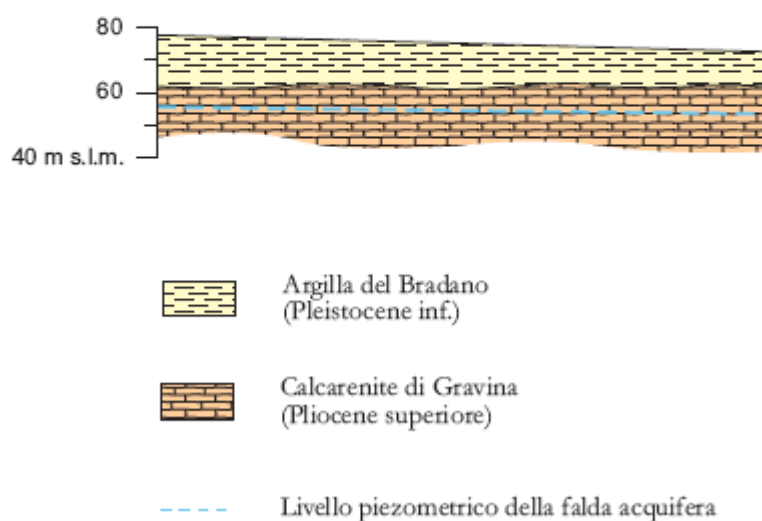 80
60
40 m s.l.m.
Argilla del Bradano
(Pleistocene inf.)
Calcarenite di Gravina
(Pliocene superiore)
Livello piezometrico della falda acquifera